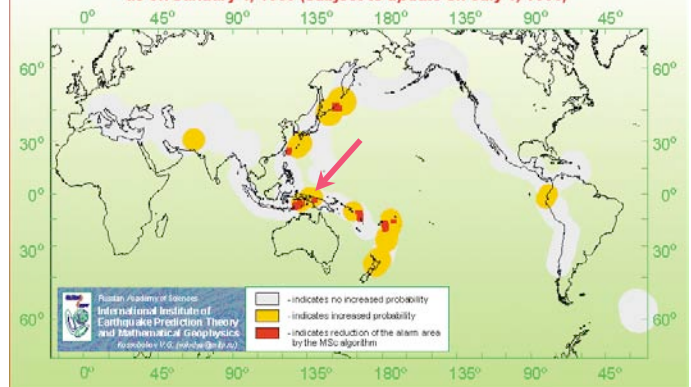 0° 45° 90° 135° 180° 90° 45°
60° 60°
30° 30°
0° 0°
30° 30°
60° 60°
Russian Academy of Sciences
International Institute of
Earthquake Prediction Theory
and Mathematical Geophysics
Kossobokov V.G.
- indicates no increased probability
- indicates increased probability
- indicates reduction of the alarm area
by the MSc algorithm
0° 45° 90° 135° 180° 90° 45°